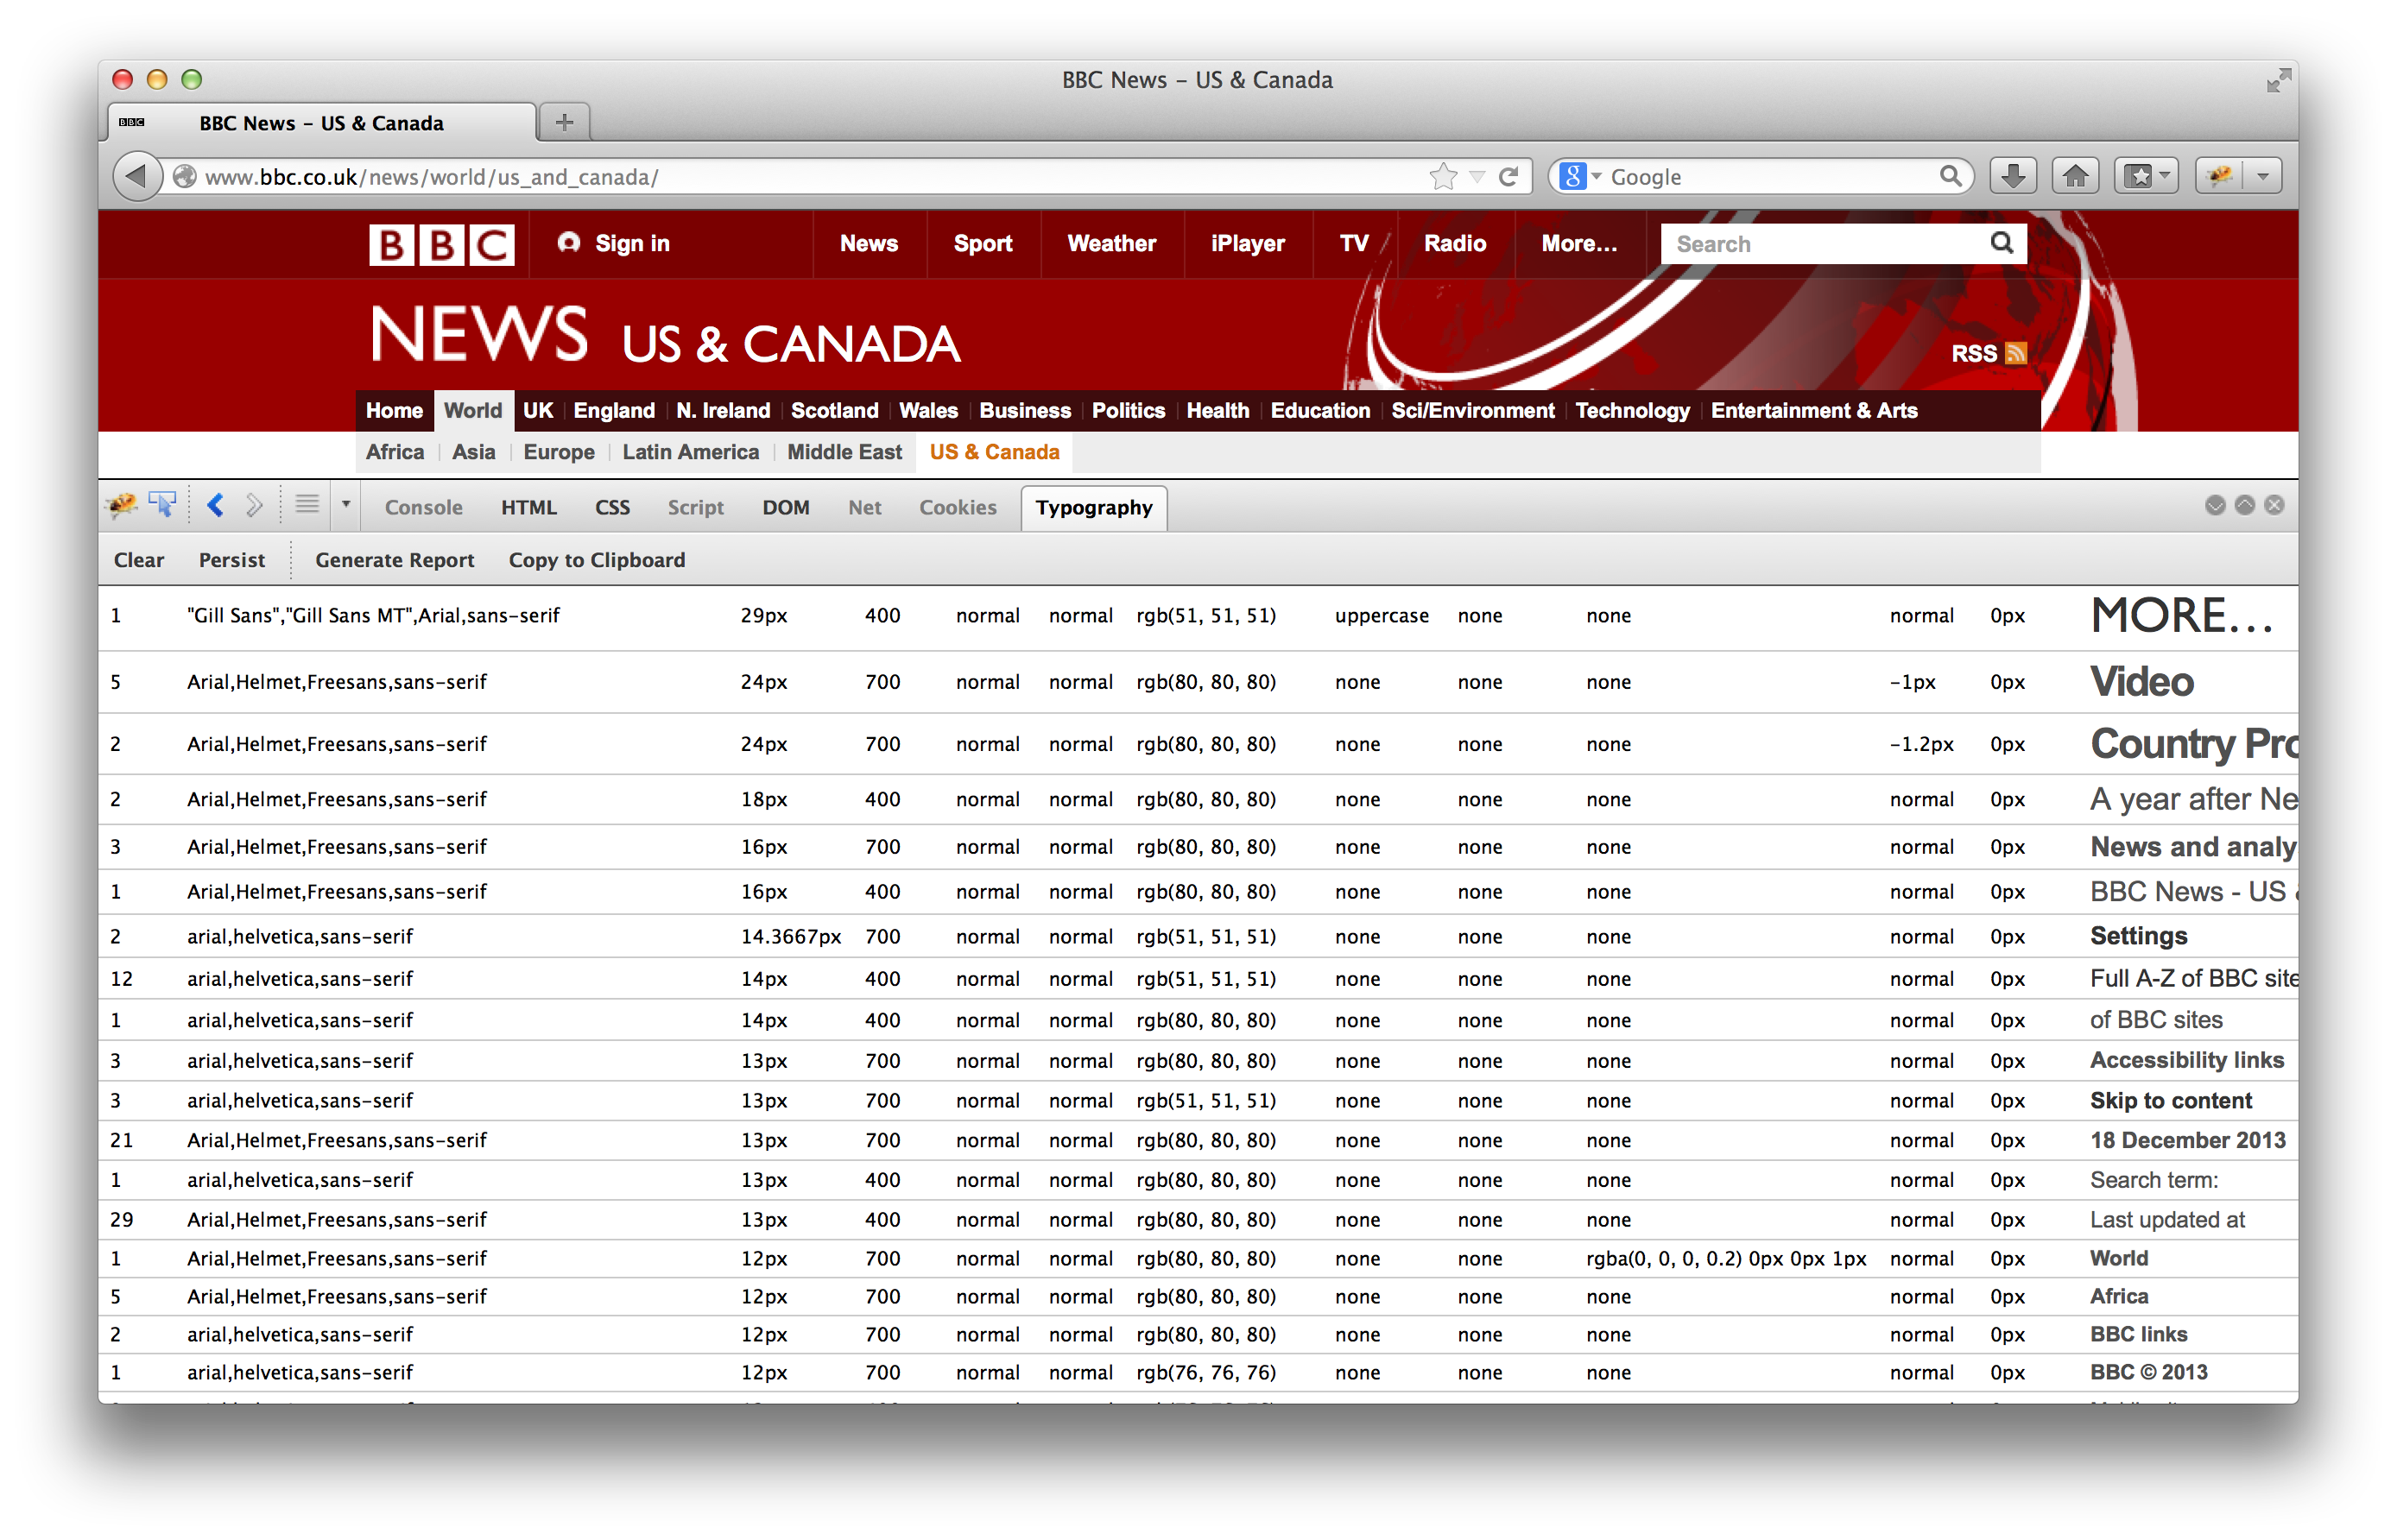 BBC News – US & Canada
BBC BBC News – US & Canada
www.bbc.co.uk/news/world/us_and_canada/ Google
BBC Sign in News Sport Weather iPlayer TV Radio More... Search
NEWS US & CANADA
RSS
Home World UK England N. Ireland Scotland Wales Business Politics Health Education Sci/Environment Technology Entertainment & Arts
Africa Asia Europe Latin America Middle East US & Canada
Console HTML CSS Script DOM Net Cookies Typography
Clear Persist Generate Report Copy to Clipboard
1 "Gill Sans","Gill Sans MT",Arial,sans-serif 29px 400 normal normal rgb(51, 51, 51) uppercase none none normal 0px MORE...
5 Arial,Helmet,Freesans,sans-serif 24px 700 normal normal rgb(80, 80, 80) none none none -1px 0px Video
2 Arial,Helmet,Freesans,sans-serif 24px 700 normal normal rgb(80, 80, 80) none none none -1.2px 0px Country Pro
2 Arial,Helmet,Freesans,sans-serif 18px 400 normal normal rgb(80, 80, 80) none none none normal 0px A year after Ne
3 Arial,Helmet,Freesans,sans-serif 16px 700 normal normal rgb(80, 80, 80) none none none normal 0px News and analy
1 Arial,Helmet,Freesans,sans-serif 16px 400 normal normal rgb(80, 80, 80) none none none normal 0px BBC News - US &
2 arial,helvetica,sans-serif 14.3667px 700 normal normal rgb(51, 51, 51) none none none normal 0px Settings
12 arial,helvetica,sans-serif 14px 400 normal normal rgb(51, 51, 51) none none none normal 0px Full A-Z of BBC site
1 arial,helvetica,sans-serif 14px 400 normal normal rgb(80, 80, 80) none none none normal 0px of BBC sites
3 arial,helvetica,sans-serif 13px 700 normal normal rgb(80, 80, 80) none none none normal 0px Accessibility links
3 arial,helvetica,sans-serif 13px 700 normal normal rgb(51, 51, 51) none none none normal 0px Skip to content
21 Arial,Helmet,Freesans,sans-serif 13px 700 normal normal rgb(80, 80, 80) none none none normal 0px 18 December 2013
1 arial,helvetica,sans-serif 13px 400 normal normal rgb(80, 80, 80) none none none normal 0px Search term:
29 Arial,Helmet,Freesans,sans-serif 13px 400 normal normal rgb(80, 80, 80) none none none normal 0px Last updated at
1 Arial,Helmet,Freesans,sans-serif 12px 700 normal normal rgb(80, 80, 80) none none rgba(0, 0, 0, 0.2) 0px 0px 1px normal 0px World
5 Arial,Helmet,Freesans,sans-serif 12px 700 normal normal rgb(80, 80, 80) none none none normal 0px Africa
2 arial,helvetica,sans-serif 12px 700 normal normal rgb(80, 80, 80) none none none normal 0px BBC links
1 arial,helvetica,sans-serif 12px 700 normal normal rgb(76, 76, 76) none none none normal 0px BBC © 2013